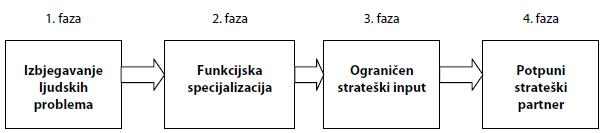 1. faza
2. faza
3. faza
4. faza
Izbjegavanje
ljudskih
problema
Funkcijska
specijalizacija
Ograničen
strateški input
Potpuni
strateški
partner